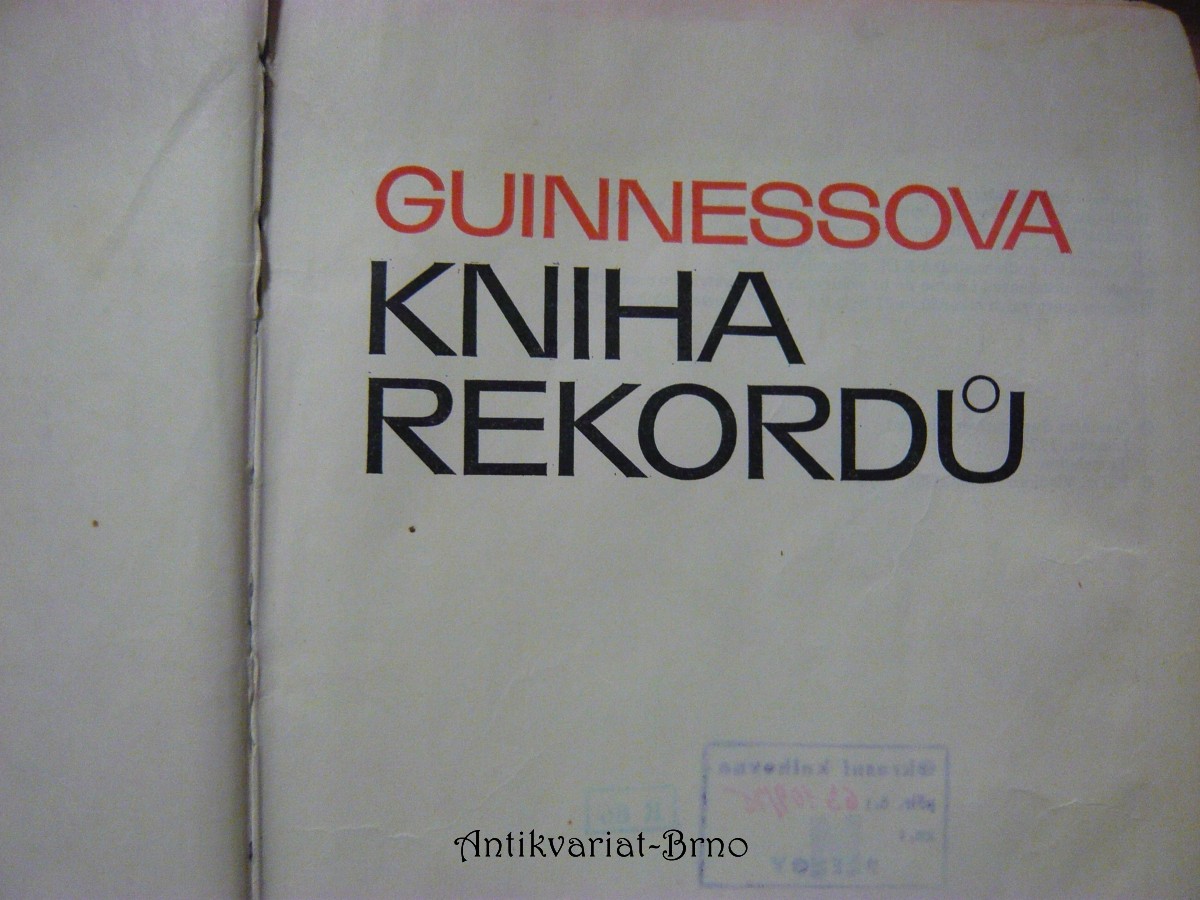 GUINNESSOVA
KNIHA
REKORDŮ
Antikvariat-Brno